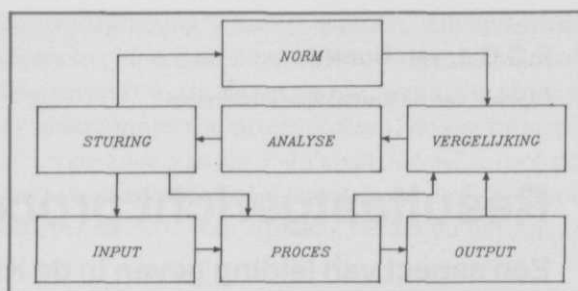 NORM
STURING
ANALYSE
VERGELIJKING
INPUT
PROCES
OUTPUT